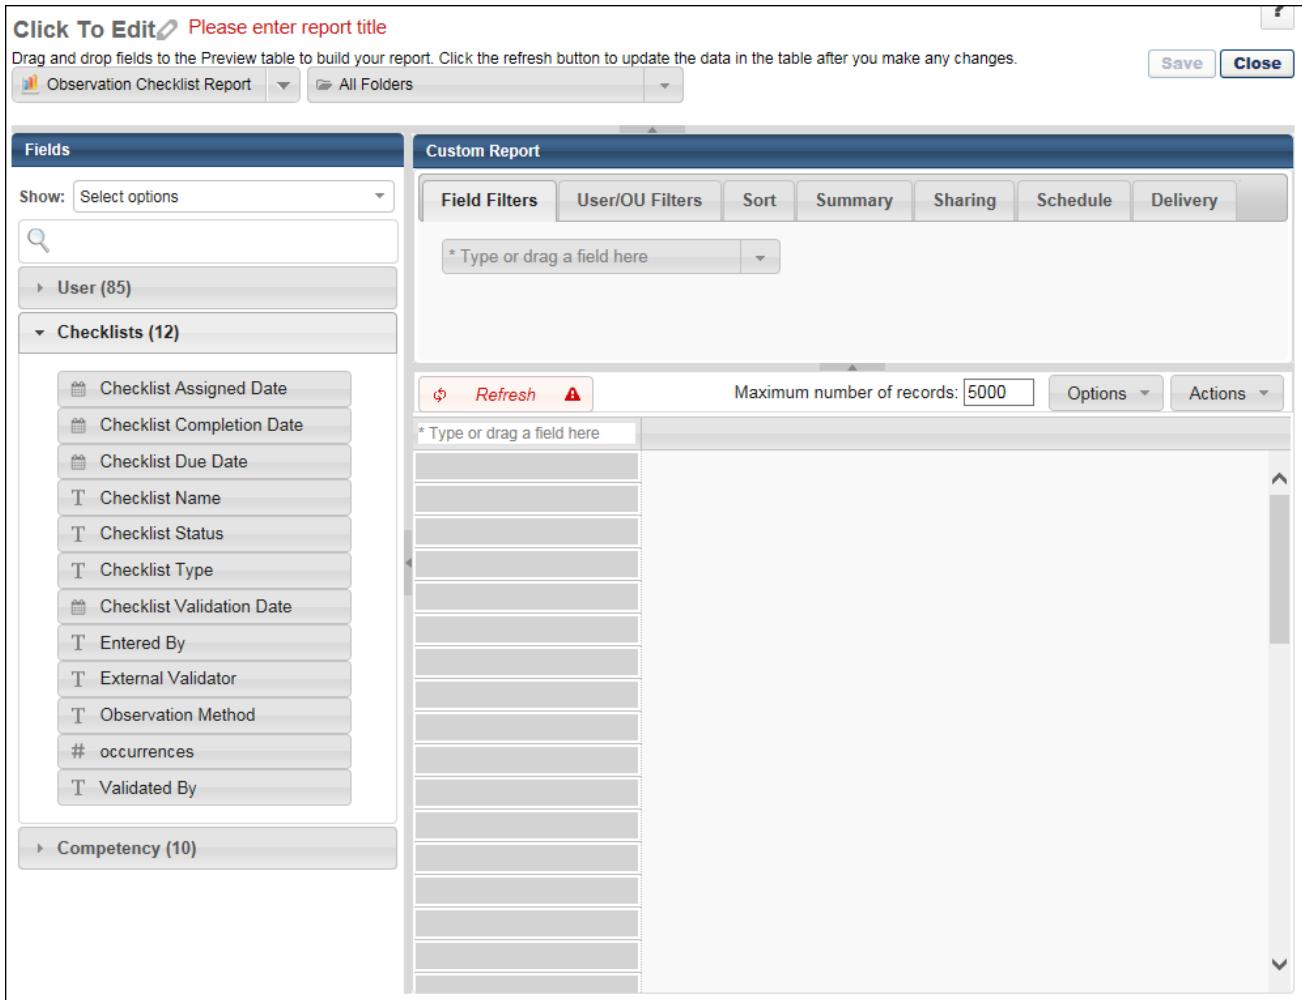 ?
Click To Edit Please enter report title
Drag and drop fields to the Preview table to build your report. Click the refresh button to update the data in the table after you make any changes.
Save Close
Observation Checklist Report All Folders
Fields
Show: Select options
User (85)
Checklists (12)
Checklist Assigned Date
Checklist Completion Date
Checklist Due Date
T Checklist Name
T Checklist Status
T Checklist Type
Checklist Validation Date
T Entered By
T External Validator
T Observation Method
# occurrences
T Validated By
Competency (10)
Custom Report
Field Filters User/OU Filters Sort Summary Sharing Schedule Delivery
* Type or drag a field here
Refresh Maximum number of records: 5000 Options Actions
* Type or drag a field here